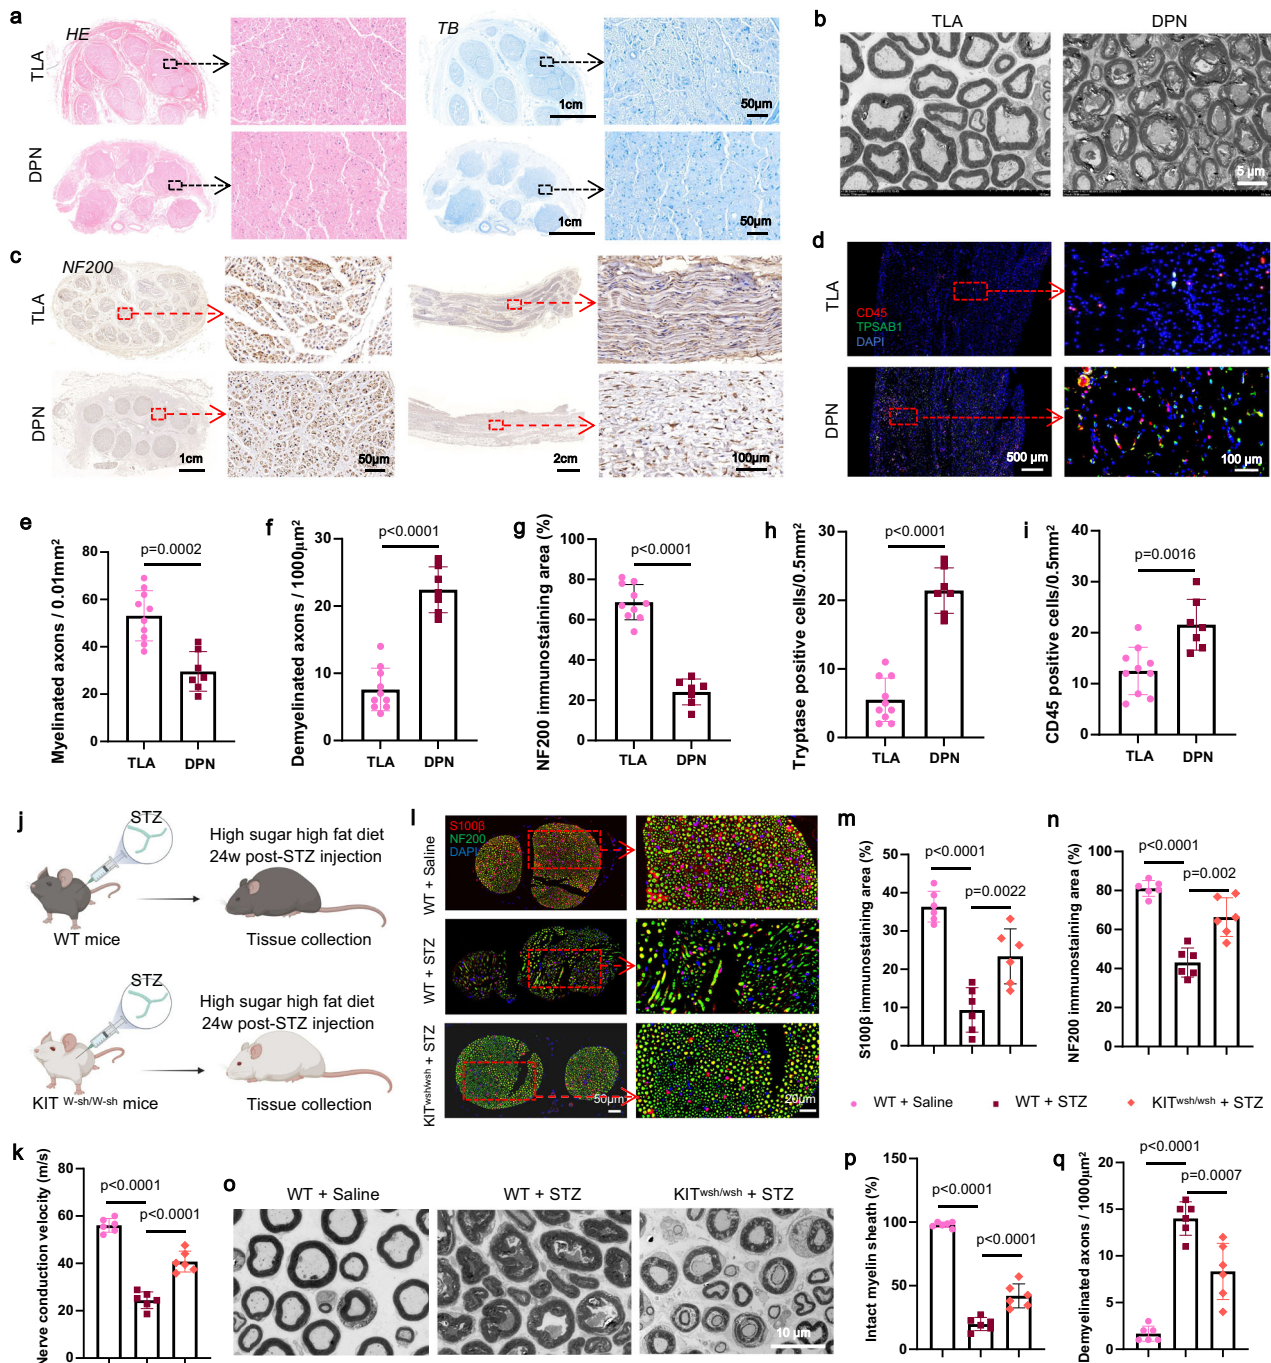 a
HE
TB
TLA
1cm
50μm
DPN
1cm
50μm
b
TLA
DPN
5 μm
c
NF200
TLA
DPN
1cm
50μm
2cm
100μm
d
TLA
CD45
TPSAB1
DAPI
DPN
500 μm
100 μm
e
Myelinated axons / 0.01mm²
80
60
40
20
0
p=0.0002
TLA
DPN
f
Demyelinated axons / 1000μm²
30
20
10
0
p<0.0001
TLA
DPN
g
NF200 immunostaining area (%)
100
80
60
40
20
0
p<0.0001
TLA
DPN
h
Tryptase positive cells/0.5mm²
30
20
10
0
p<0.0001
TLA
DPN
i
CD45 positive cells/0.5mm²
40
30
20
10
0
p=0.0016
TLA
DPN
j
STZ
High sugar high fat diet
24w post-STZ injection
WT mice
Tissue collection
STZ
High sugar high fat diet
24w post-STZ injection
KIT W-sh/W-sh mice
Tissue collection
l
S100β
NF200
DAPI
WT + Saline
WT + STZ
KITwsh/wsh + STZ
50μm
20μm
m
S100β immunostaining area (%)
50
40
30
20
10
0
p<0.0001
p=0.0022
n
NF200 immunostaining area (%)
100
80
60
40
20
0
p<0.0001
p=0.002
WT + Saline
WT + STZ
KITwsh/wsh + STZ
k
Nerve conduction velocity (m/s)
60
40
20
0
p<0.0001
p<0.0001
o
WT + Saline
WT + STZ
KITwsh/wsh + STZ
10 μm
p
Intact myelin sheath (%)
150
100
50
0
p<0.0001
p<0.0001
q
Demyelinated axons / 1000μm²
20
15
10
5
0
p<0.0001
p=0.0007